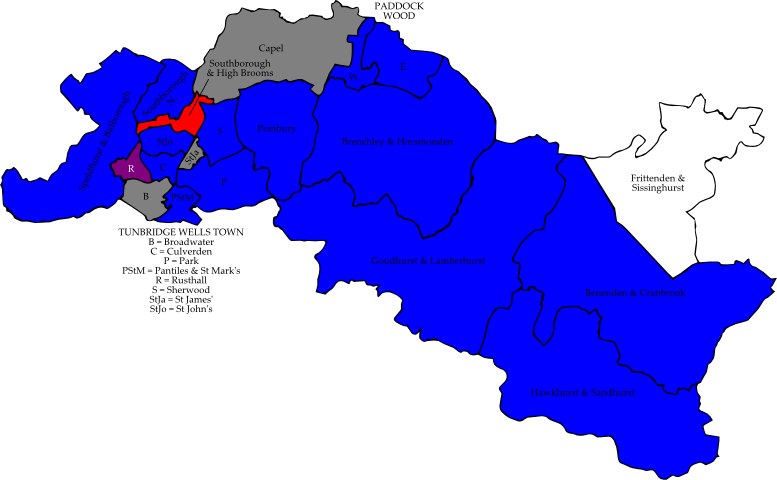 PADDOCK
WOOD
Capel
Southborough
& High Brooms
W
E
Southborough
N
Speldhurst & Bidborough
StJo
S
Pembury
Brenchley & Horsmonden
StJa
R
C
P
B
PStM
Frittenden &
Sissinghurst
TUNBRIDGE WELLS TOWN
B = Broadwater
C = Culverden
P = Park
PStM = Pantiles & St Mark's
R = Rusthall
S = Sherwood
StJa = St James'
StJo = St John's
Goudhurst & Lamberhurst
Benenden & Cranbrook
Hawkhurst & Sandhurst